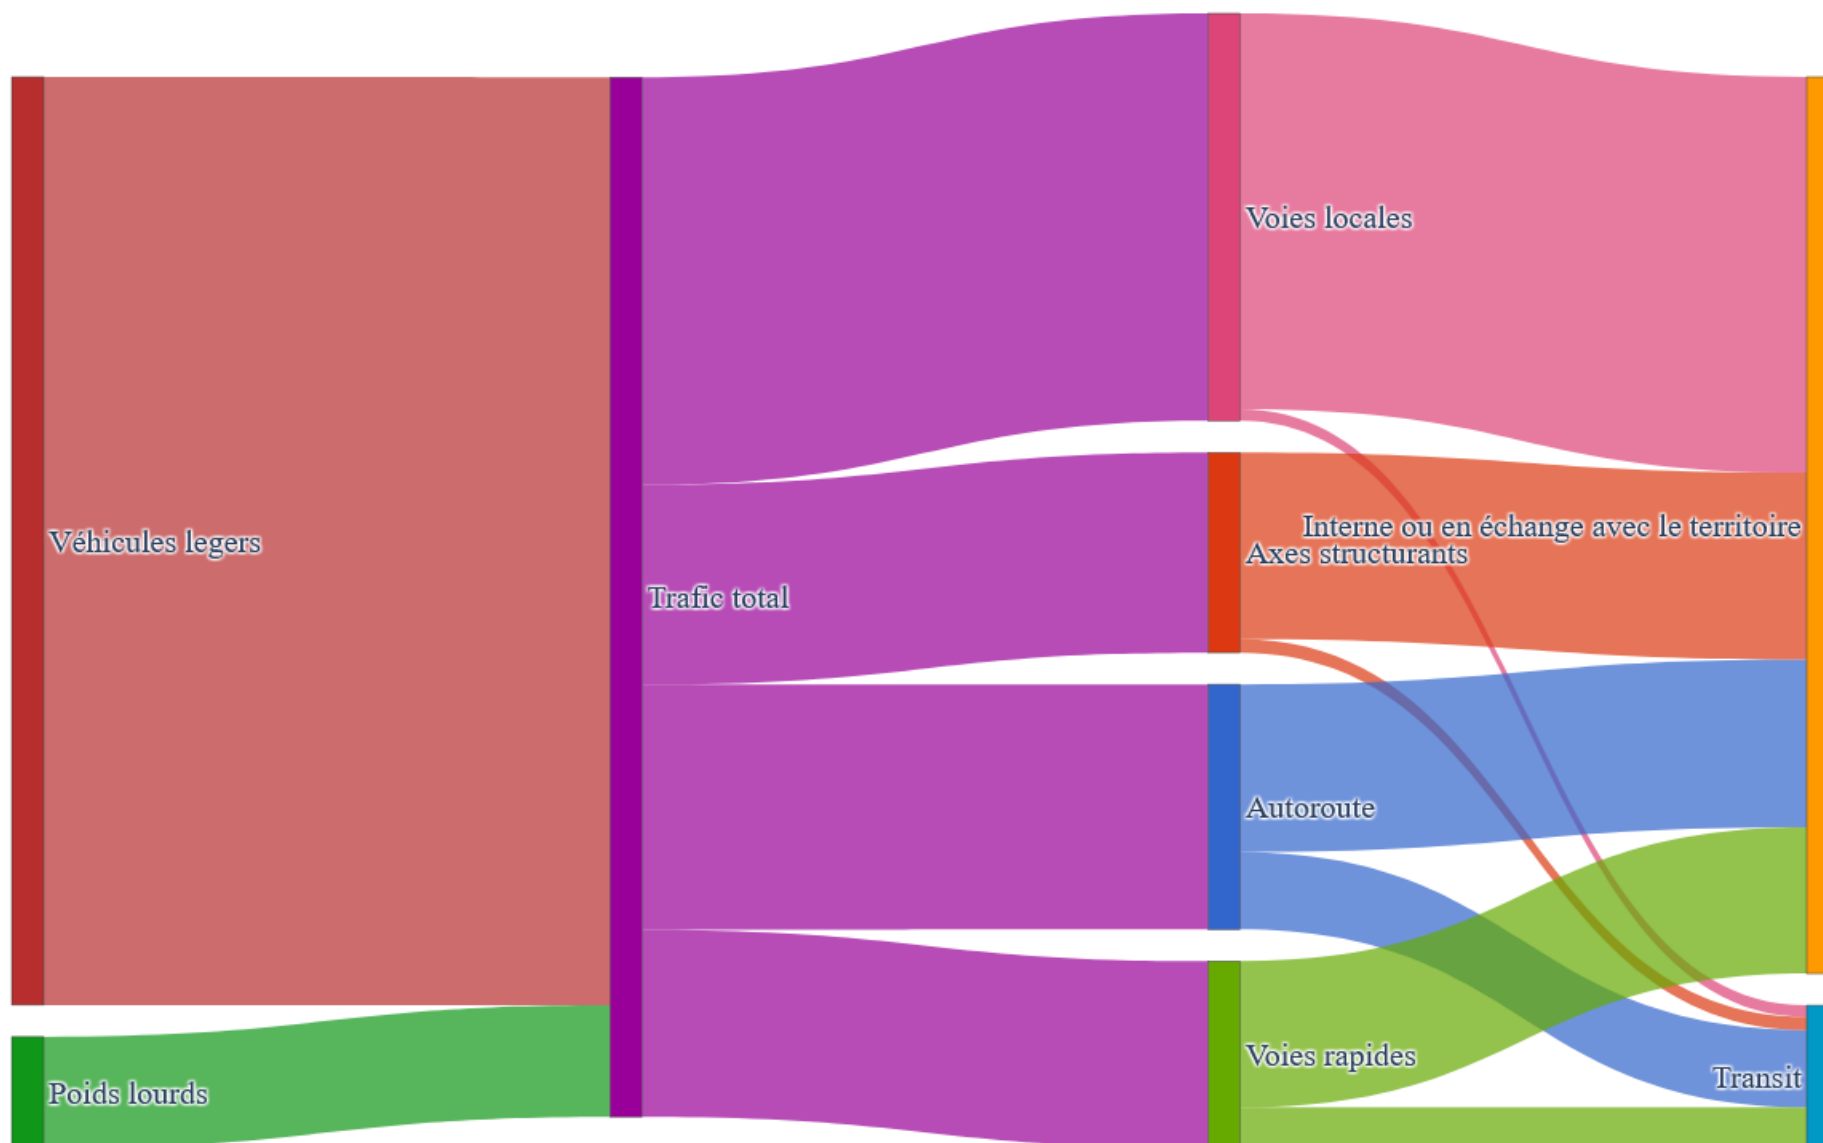 Voies locales
Interne ou en échange avec le territoire
Véhicules legers
Axes structurants
Trafic total
Autoroute
Voies rapides
Transit
Poids lourds